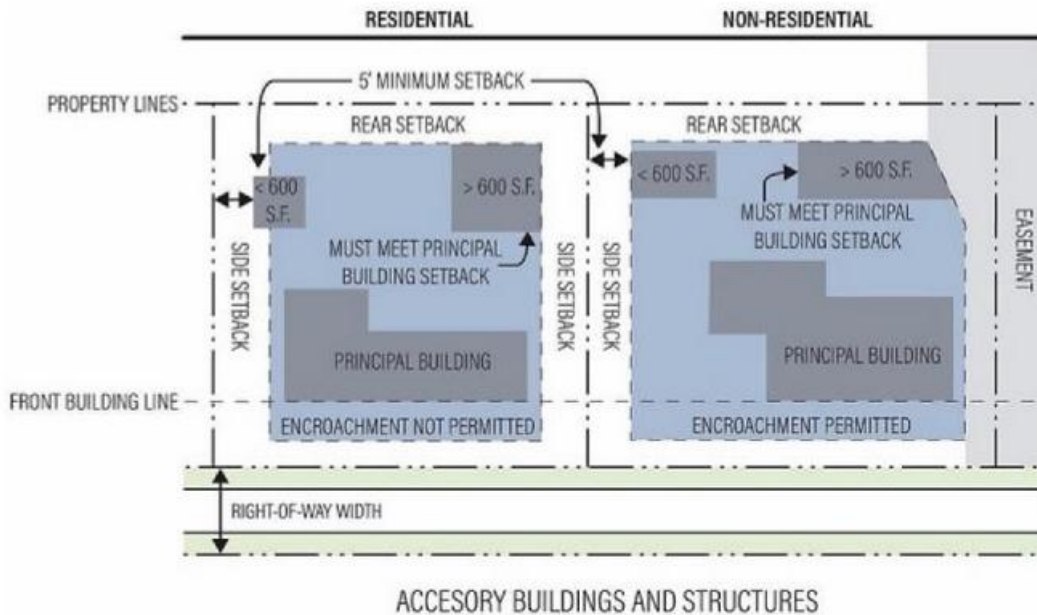 RESIDENTIAL
NON-RESIDENTIAL
5' MINIMUM SETBACK
PROPERTY LINES
REAR SETBACK
REAR SETBACK
< 600
S.F.
> 600 S.F.
< 600 S.F.
> 600 S.F.
MUST MEET PRINCIPAL
BUILDING SETBACK
MUST MEET PRINCIPAL
BUILDING SETBACK
SIDE SETBACK
SIDE SETBACK
SIDE SETBACK
EASEMENT
PRINCIPAL BUILDING
PRINCIPAL BUILDING
FRONT BUILDING LINE
ENCROACHMENT NOT PERMITTED
ENCROACHMENT PERMITTED
RIGHT-OF-WAY WIDTH
ACCESORY BUILDINGS AND STRUCTURES